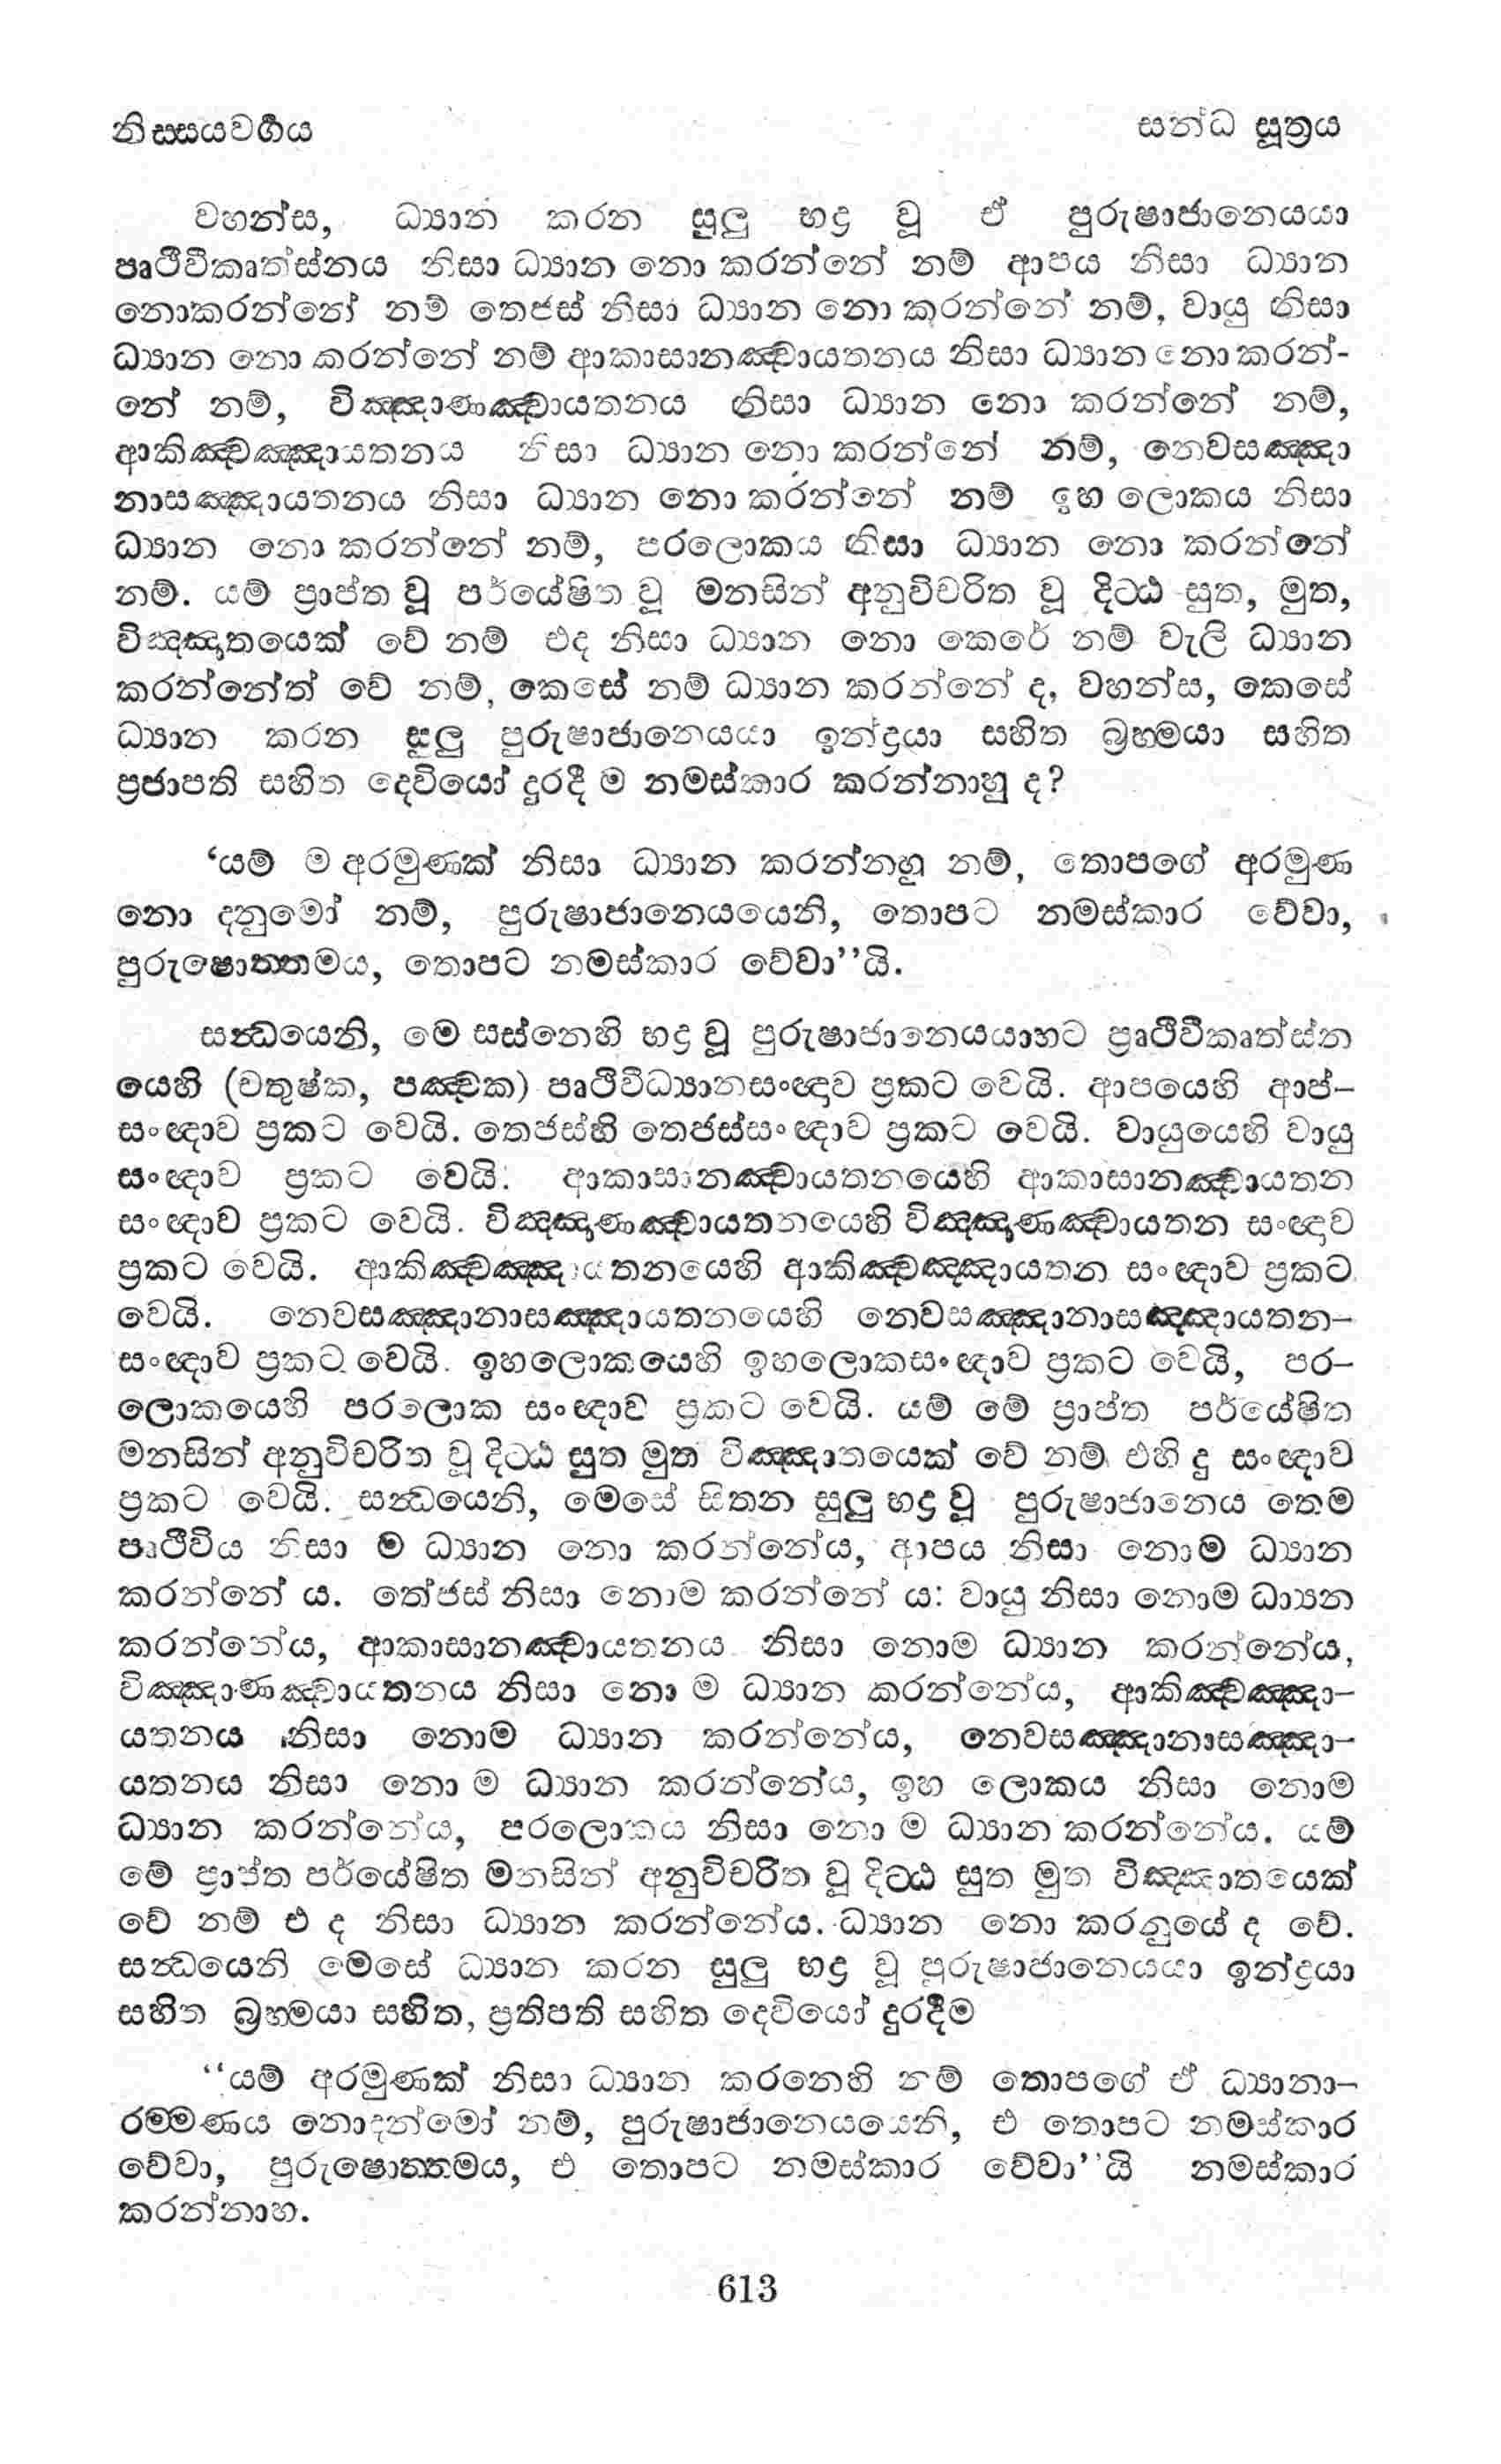 නිස්සයවර්‍ගය සන්ධ සූත්‍රය
වහන්ස, ධ්‍යාන කරන සුලු භද්‍ර වූ ඒ පුරුෂාජානෙයයා
පෘථිවීකෘත්ස්නය නිසා ධ්‍යාන නො කරන්නේ නම් ආපය නිසා ධ්‍යාන
නොකරන්නේ නම් තෙජස් නිසා ධ්‍යාන නො කරන්නේ නම්, වායු නිසා
ධ්‍යාන නො කරන්නේ නම් ආකාසානඤ්චායතනය නිසා ධ්‍යාන නොකරන්-
නේ නම්, විඤ්ඤාණඤ්චායතනය නිසා ධ්‍යාන නො කරන්නේ නම්,
ආකිඤ්චඤ්ඤායතනය නිසා ධ්‍යාන නො කරන්නේ නම්, නෙවසඤ්ඤා
නාසඤ්ඤායතනය නිසා ධ්‍යාන නො කරන්නේ නම් ඉහ ලොකය නිසා
ධ්‍යාන නො කරන්නේ නම්, පරලොකය නිසා ධ්‍යාන නො කරන්නේ
නම්. යම් ප්‍රාප්ත වූ පර්යේෂිත වූ මනසින් අනුවිචරිත වූ දිට්ඨ සුත, මුත,
විඤ්ඤාතයෙක් වේ නම් එද නිසා ධ්‍යාන නො කෙරේ නම් වැලි ධ්‍යාන
කරන්නේත් වේ නම්, කෙසේ නම් ධ්‍යාන කරන්නේ ද, වහන්ස, කෙසේ
ධ්‍යාන කරන සුලු පුරුෂාජානෙයයා ඉන්ද්‍රයා සහිත බ්‍රහ්මයා සහිත
ප්‍රජාපති සහිත දෙවියෝ දුරදී ම නමස්කාර කරන්නාහු ද?
‘යම් ම අරමුණක් නිසා ධ්‍යාන කරන්නහු නම්, තොපගේ අරමුණ
නො දනුමෝ නම්, පුරුෂාජානෙයයෙනි, තොපට නමස්කාර වේවා,
පුරුෂොත්තමය, තොපට නමස්කාර වේවා’’යි.
සන්ධයෙනි, මෙ සස්නෙහි භද්‍ර වූ පුරුෂාජානෙයයාහට ප්‍රෘථිවීකෘත්ස්න
යෙහි (චතුෂ්ක, පඤ්චක) පෘථිවීධ්‍යානසංඥාව ප්‍රකට වෙයි. ආපයෙහි ආප්–
සංඥාව ප්‍රකට වෙයි. තෙජස්හි තෙජස්සංඥාව ප්‍රකට වෙයි. වායුයෙහි වායු
සංඥාව ප්‍රකට වෙයි. ආකාසානඤ්චායතනයෙහි ආකාසානඤ්චායතන
සංඥාව ප්‍රකට වෙයි. විඤ්ඤාණඤ්චායතනයෙහි විඤ්ඤාණඤ්චායතන සංඥාව
ප්‍රකට වෙයි. ආකිඤ්චඤ්ඤායතනයෙහි ආකිඤ්චඤ්ඤායතන සංඥාව ප්‍රකට
වෙයි. නෙවසඤ්ඤානාසඤ්ඤායතනයෙහි නෙවසඤ්ඤානාසඤ්ඤායතන–
සංඥාව ප්‍රකට වෙයි. ඉහලොකයෙහි ඉහලොකසංඥාව ප්‍රකට වෙයි, පර–
ලොකයෙහි පරලොක සංඥාව ප්‍රකට වෙයි. යම් මේ ප්‍රාප්ත පර්යේෂිත
මනසින් අනුවිචරිත වූ දිට්ඨ සුත මුත විඤ්ඤාතයෙක් වේ නම් එහි දු සංඥාව
ප්‍රකට වෙයි. සන්ධයෙනි, මෙසේ සිතන සුලු භද්‍ර වූ පුරුෂාජානෙය තෙම
පෘථිවිය නිසා ම ධ්‍යාන නො කරන්නේය, ආපය නිසා නොම ධ්‍යාන
කරන්නේ ය. තේජස් නිසා නොම කරන්නේ ය: වායු නිසා නොම ධ්‍යාන
කරන්නේය, ආකාසානඤ්චායතනය නිසා නොම ධ්‍යාන කරන්නේය,
විඤ්ඤාණඤ්චායතනය නිසා නො ම ධ්‍යාන කරන්නේය, ආකිඤ්චඤ්ඤා–
යතනය නිසා නොම ධ්‍යාන කරන්නේය, නෙවසඤ්ඤානාසඤ්ඤා–
යතනය නිසා නො ම ධ්‍යාන කරන්නේය, ඉහ ලොකය නිසා නොම
ධ්‍යාන කරන්නේය, පරලොකය නිසා නො ම ධ්‍යාන කරන්නේය. යම්
මේ ප්‍රාප්ත පර්යේෂිත මනසින් අනුවිචරිත වූ දිට්ඨ සුත මුත විඤ්ඤාතයෙක්
වේ නම් එ ද නිසා ධ්‍යාන කරන්නේය. ධ්‍යාන නො කරනුයේ ද වේ.
සන්ධයෙනි මෙසේ ධ්‍යාන කරන සුලු භද්‍ර වූ පුරුෂාජානෙයයා ඉන්ද්‍රයා
සහිත බ්‍රහ්මයා සහිත, ප්‍රතිපති සහිත දෙවියෝ දුරදීම
‘‘යම් අරමුණක් නිසා ධ්‍යාන කරනෙහි නම් තොපගේ ඒ ධ්‍යානා–
රම්මණය නොදන්මෝ නම්, පුරුෂාජානෙයයෙනි, එ තොපට නමස්කාර
වේවා, පුරුෂොත්තමය, එ තොපට නමස්කාර වේවා’’යි නමස්කාර
කරන්නාහ.
613